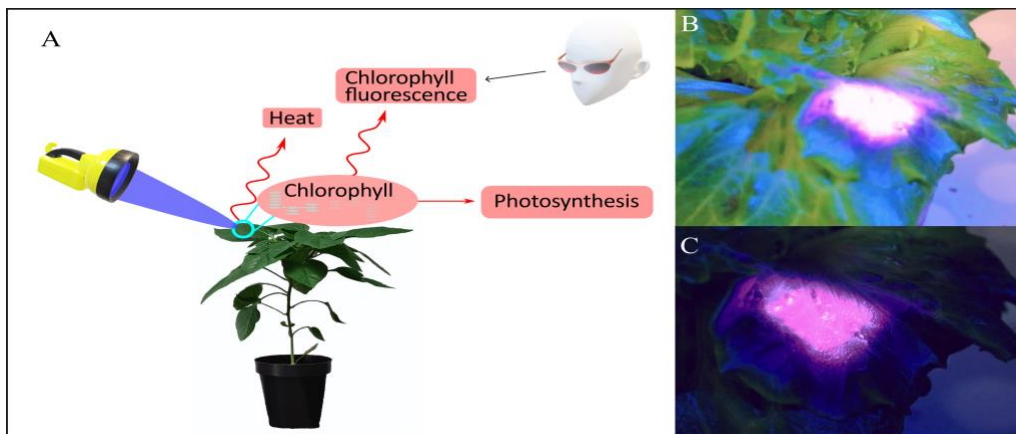 A
Chlorophyll
fluorescence
Heat
Chlorophyll
Photosynthesis
B
C